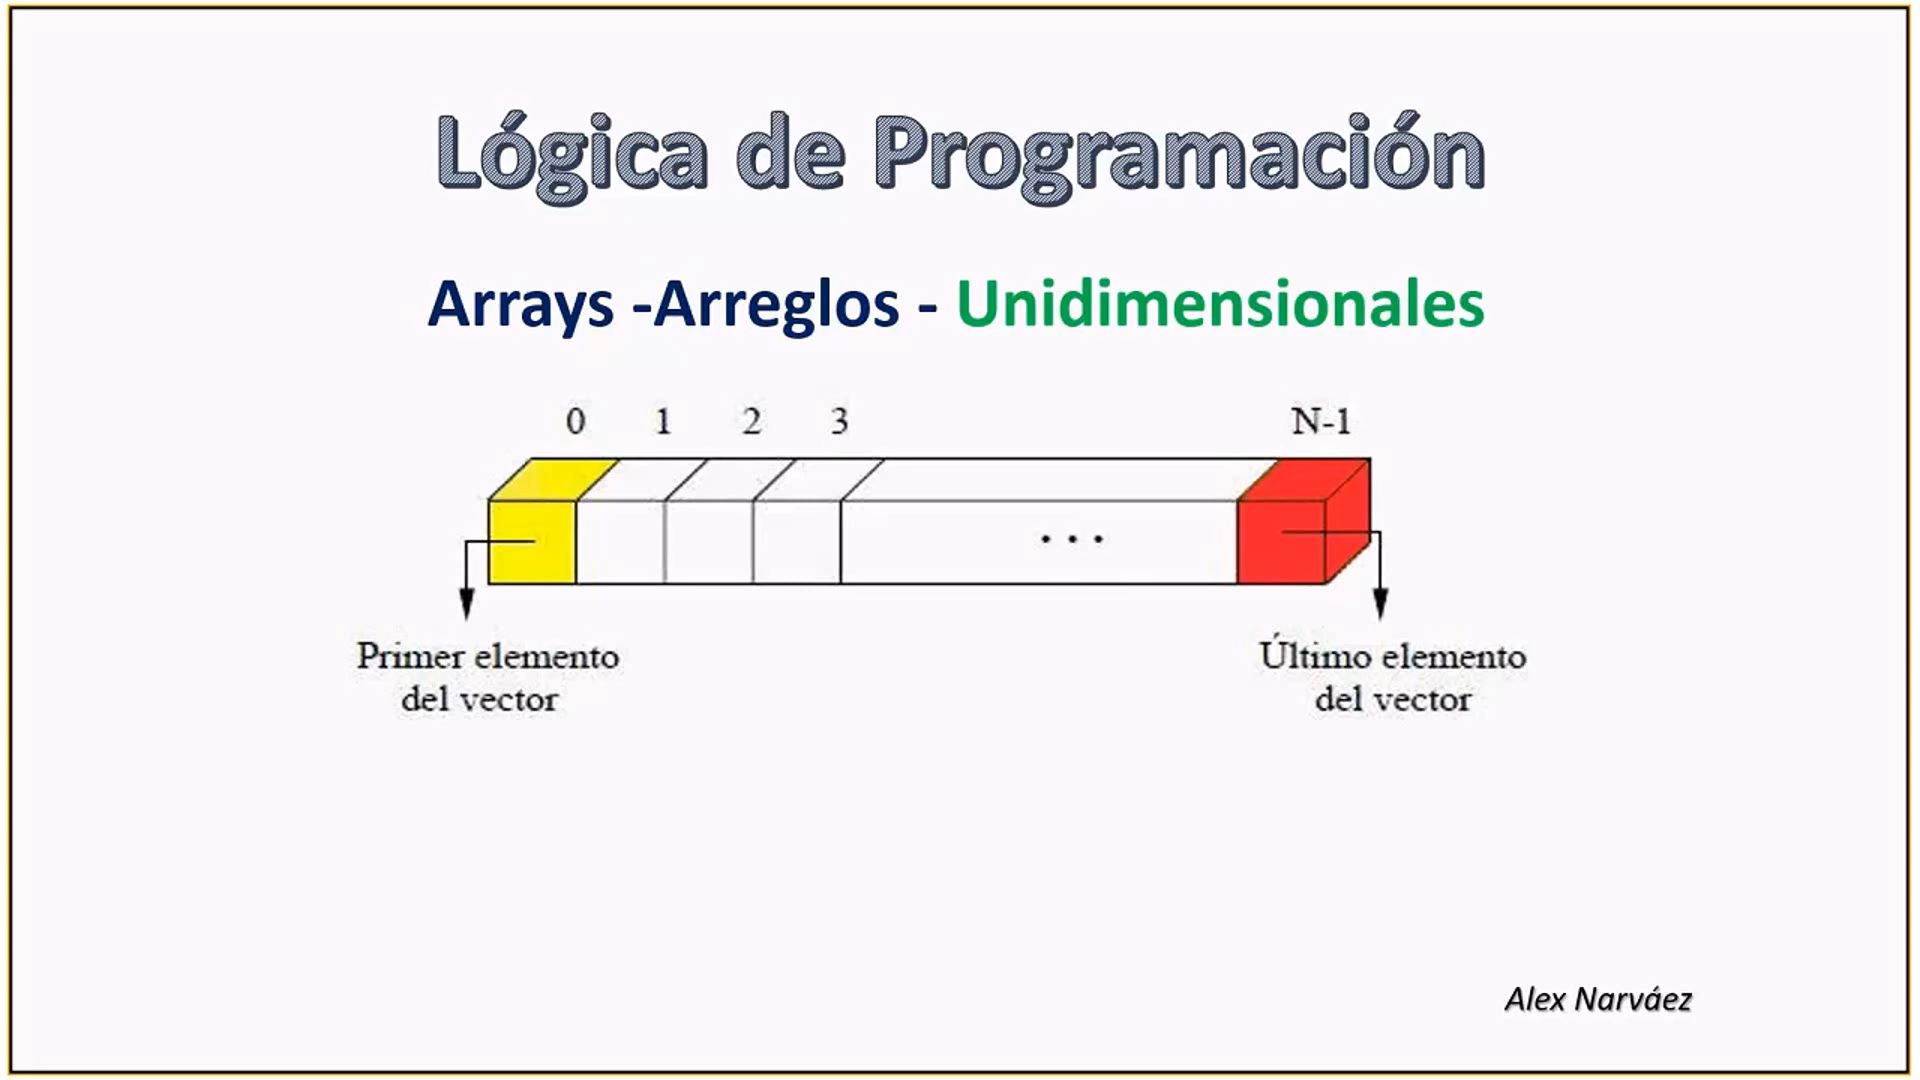 Lógica de Programación
Arrays -Arreglos - Unidimensionales
0 1 2 3 N-1
...
Primer elemento
del vector
Último elemento
del vector
Alex Narváez